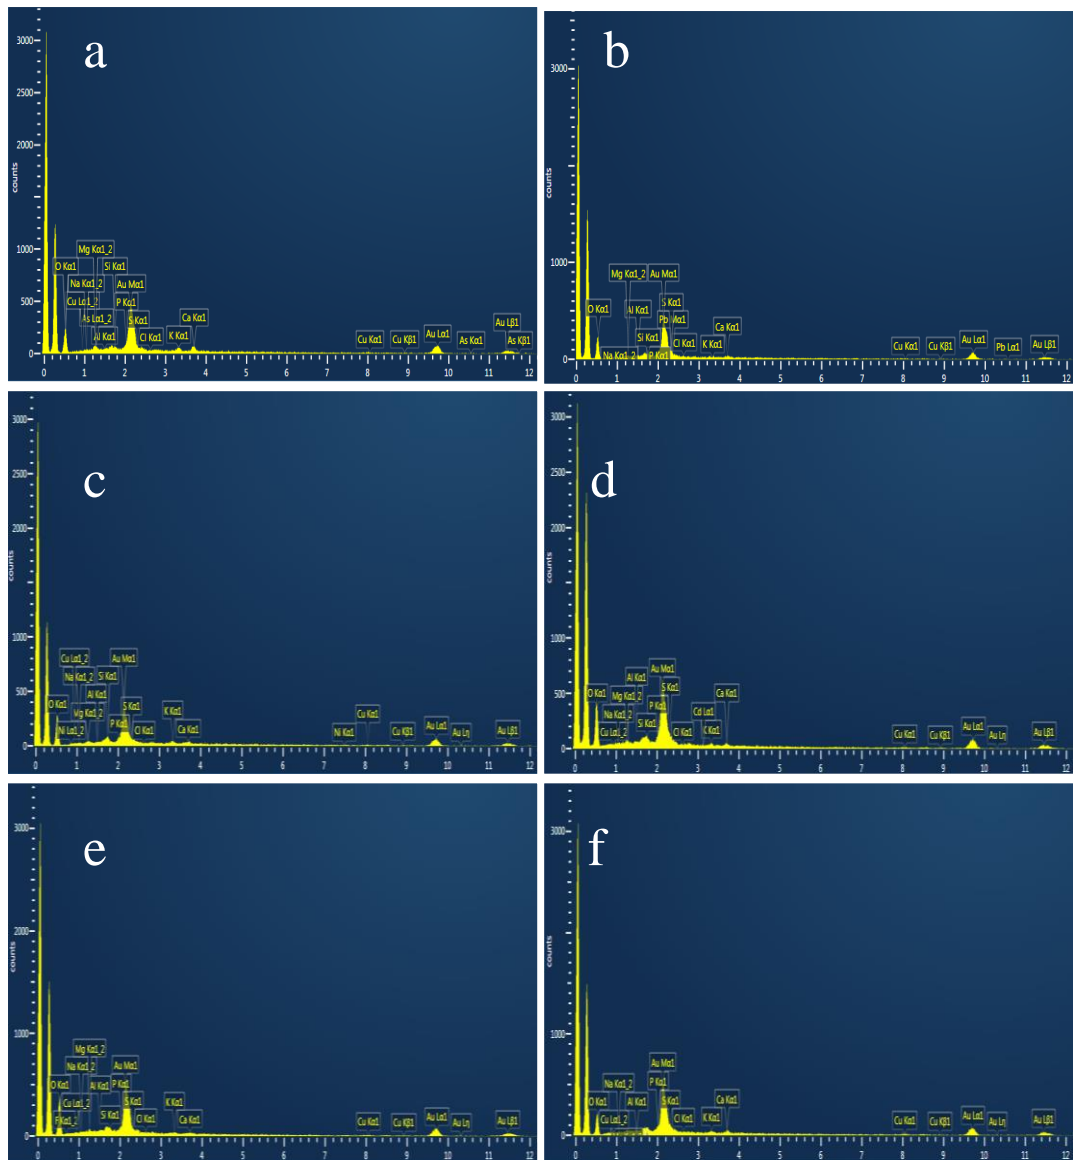 a
3000
2500
2000
1000
500
0
counts
Mg Kα1_2
O Kα1
Si Kα1
Na Kα1_2
Au Mα1
Cu Lα1_2
P Kα1
As Lα1_2
S Kα1
Al Kα1
Cl Kα1
K Kα1
Ca Kα1
Cu Kα1
Cu Kβ1
Au Lα1
As Kα1
Au Lβ1
As Kβ1
0 1 2 3 4 5 6 7 8 9 10 11 12
b
3000
1000
0
counts
Mg Kα1_2
Au Mα1
O Kα1
Al Kα1
S Kα1
Pb Mα1
Si Kα1
Cl Kα1
Na Kα1_2
P Kα1
K Kα1
Ca Kα1
Cu Kα1
Cu Kβ1
Au Lα1
Pb Lα1
Au Lβ1
0 1 2 3 4 5 6 7 8 9 10 11 12
c
3000
2500
2000
1000
500
0
counts
Cu Lα1_2
Au Mα1
Na Kα1_2
Si Kα1
Al Kα1
O Kα1
Mg Kα1_2
S Kα1
P Kα1
Ni Lα1_2
Cl Kα1
K Kα1
Ca Kα1
Ni Kα1
Cu Kα1
Cu Kβ1
Au Lα1
Au Lη
Au Lβ1
0 1 2 3 4 5 6 7 8 9 10 11 12
d
3000
2500
2000
1000
500
0
counts
Al Kα1
Au Mα1
O Kα1
Mg Kα1_2
S Kα1
P Kα1
Na Kα1_2
Si Kα1
Cu Lα1_2
Cl Kα1
Cd Lα1
K Kα1
Ca Kα1
Cu Kα1
Cu Kβ1
Au Lα1
Au Lη
Au Lβ1
0 1 2 3 4 5 6 7 8 9 10 11 12
e
3000
2000
1000
0
counts
Mg Kα1_2
Na Kα1_2
Au Mα1
O Kα1
Al Kα1
P Kα1
Cu Lα1_2
S Kα1
Si Kα1
Cl Kα1
K Kα1
Ca Kα1
Cu Kα1
Cu Kβ1
Au Lα1
Au Lη
Au Lβ1
0 1 2 3 4 5 6 7 8 9 10 11 12
f
3000
1000
0
counts
Au Mα1
Na Kα1_2
P Kα1
O Kα1
Al Kα1
S Kα1
Cu Lα1_2
Cl Kα1
K Kα1
Ca Kα1
Cu Kα1
Cu Kβ1
Au Lα1
Au Lη
Au Lβ1
0 1 2 3 4 5 6 7 8 9 10 11 12